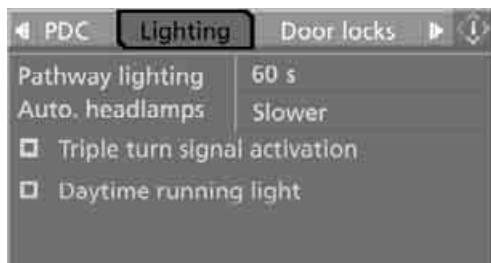 PDC Lighting Door locks
Pathway lighting 60 s
Auto. headlamps Slower
Triple turn signal activation
Daytime running light